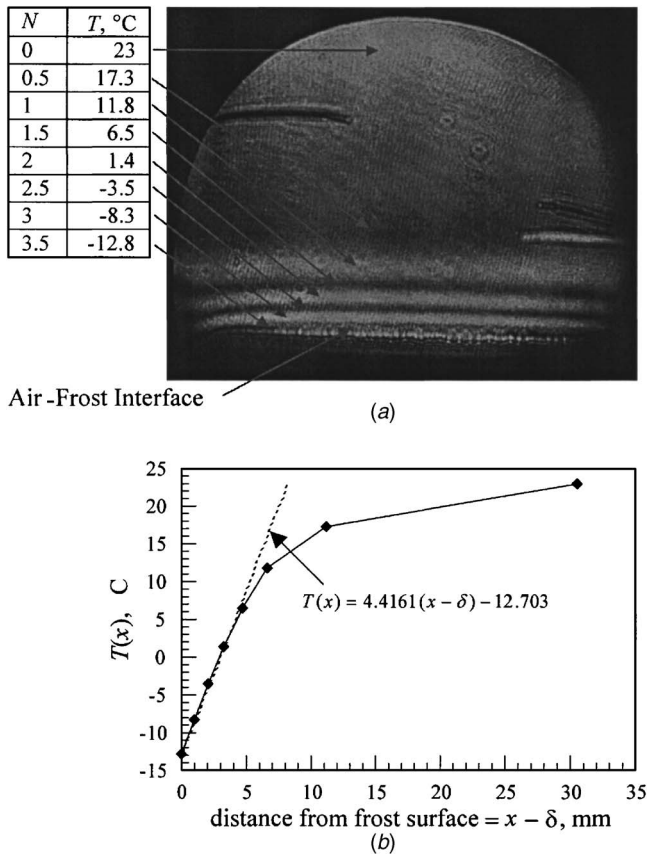 N T, °C
0 23
0.5 17.3
1 11.8
1.5 6.5
2 1.4
2.5 -3.5
3 -8.3
3.5 -12.8
Air -Frost Interface
(a)
25
20
15
10
5
0
-5
-10
-15
T(x), C
T(x) = 4.4161(x − δ) − 12.703
0 5 10 15 20 25 30 35
distance from frost surface = x − δ, mm
(b)